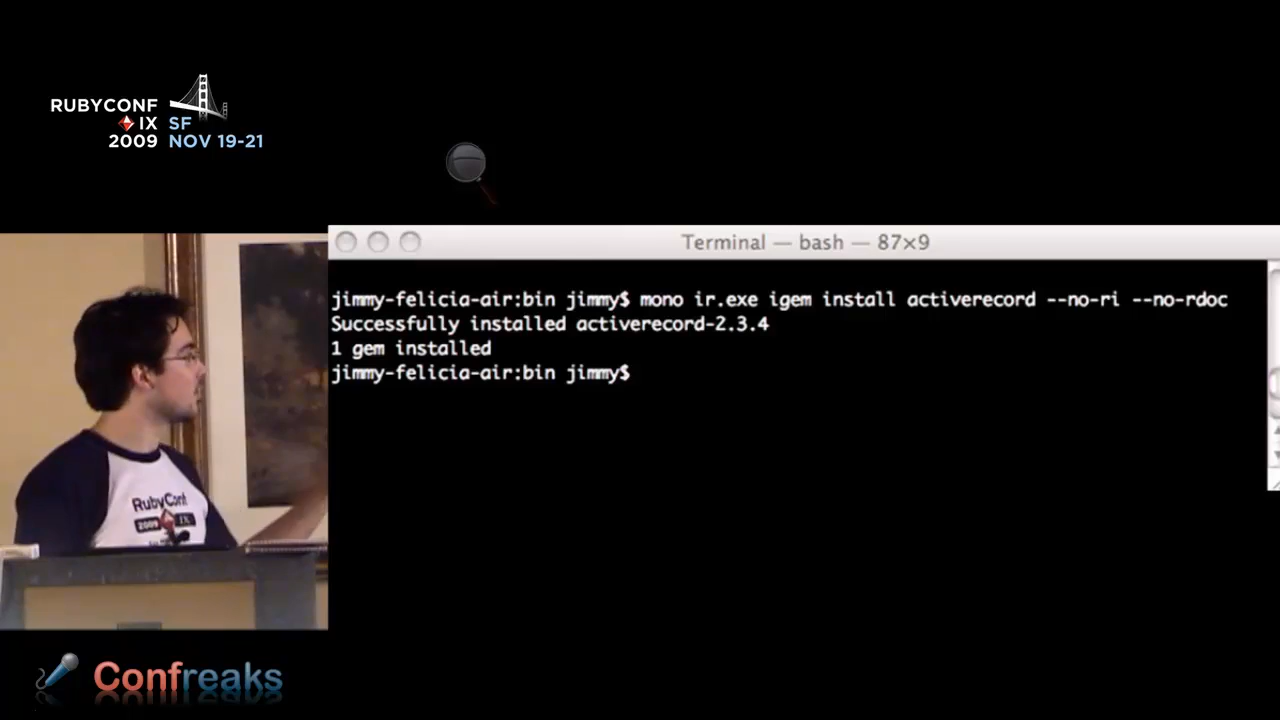 RUBYCONF
IX SF
2009 NOV 19-21
Terminal — bash — 87×9
jimmy-felicia-air:bin jimmy$ mono ir.exe igem install activerecord --no-ri --no-rdoc
Successfully installed activerecord-2.3.4
1 gem installed
jimmy-felicia-air:bin jimmy$
RubyConf
2009 IX
Confreaks